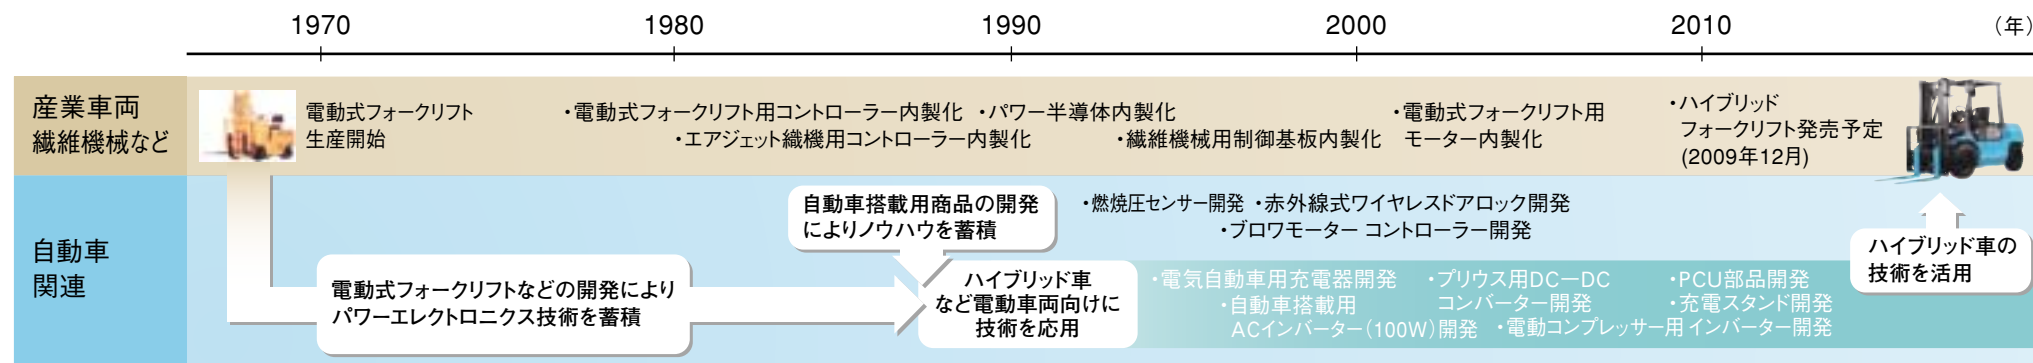 1970 1980 1990 2000 2010 （年）
産業車両
繊維機械など
電動式フォークリフト
生産開始
・電動式フォークリフト用コントローラー内製化
・エアジェット織機用コントローラー内製化
・パワー半導体内製化
・繊維機械用制御基板内製化
・電動式フォークリフト用
モーター内製化
・ハイブリッド
フォークリフト発売予定
(2009年12月)
自動車
関連
電動式フォークリフトなどの開発により
パワーエレクトロニクス技術を蓄積
自動車搭載用商品の開発
によりノウハウを蓄積
ハイブリッド車
など電動車両向けに
技術を応用
・燃焼圧センサー開発
・赤外線式ワイヤレスドアロック開発
・ブロワモーター コントローラー開発
・電気自動車用充電器開発
・自動車搭載用
ACインバーター（100W）開発
・プリウス用DC－DC
コンバーター開発
・電動コンプレッサー用 インバーター開発
・PCU部品開発
・充電スタンド開発
ハイブリッド車の
技術を活用